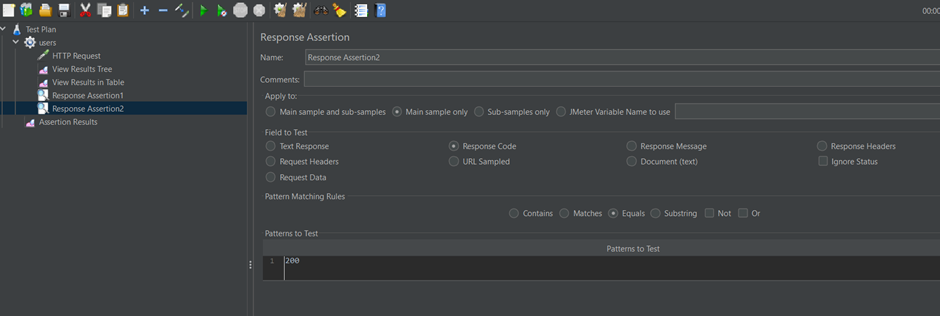 00:00
Test Plan
users
HTTP Request
View Results Tree
View Results in Table
Response Assertion1
Response Assertion2
Assertion Results
Response Assertion
Name: Response Assertion2
Comments:
Apply to:
Main sample and sub-samples Main sample only Sub-samples only JMeter Variable Name to use
Field to Test
Text Response Response Code Response Message Response Headers
Request Headers URL Sampled Document (text) Ignore Status
Request Data
Pattern Matching Rules
Contains Matches Equals Substring Not Or
Patterns to Test
Patterns to Test
1 200